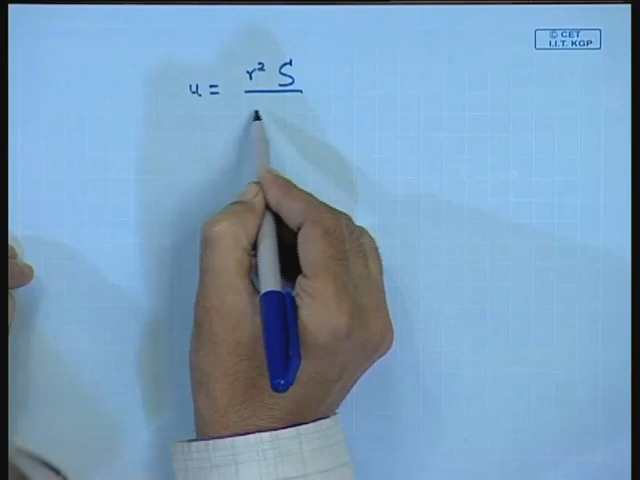 © CET
I.I.T. KGP
u = r² S